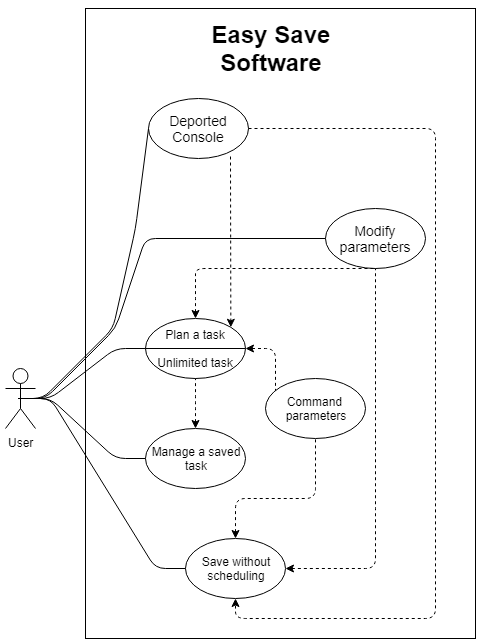 Easy Save
Software
Deported
Console
Modify
parameters
Plan a task
Unlimited task
Command
parameters
User
Manage a saved
task
Save without
scheduling